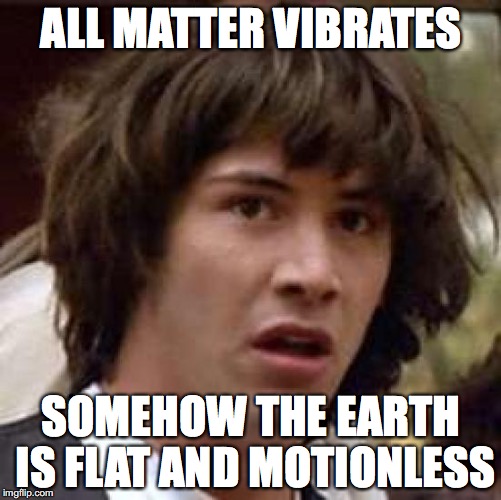 ALL MATTER VIBRATES
SOMEHOW THE EARTH
IS FLAT AND MOTIONLESS
imgflip.com